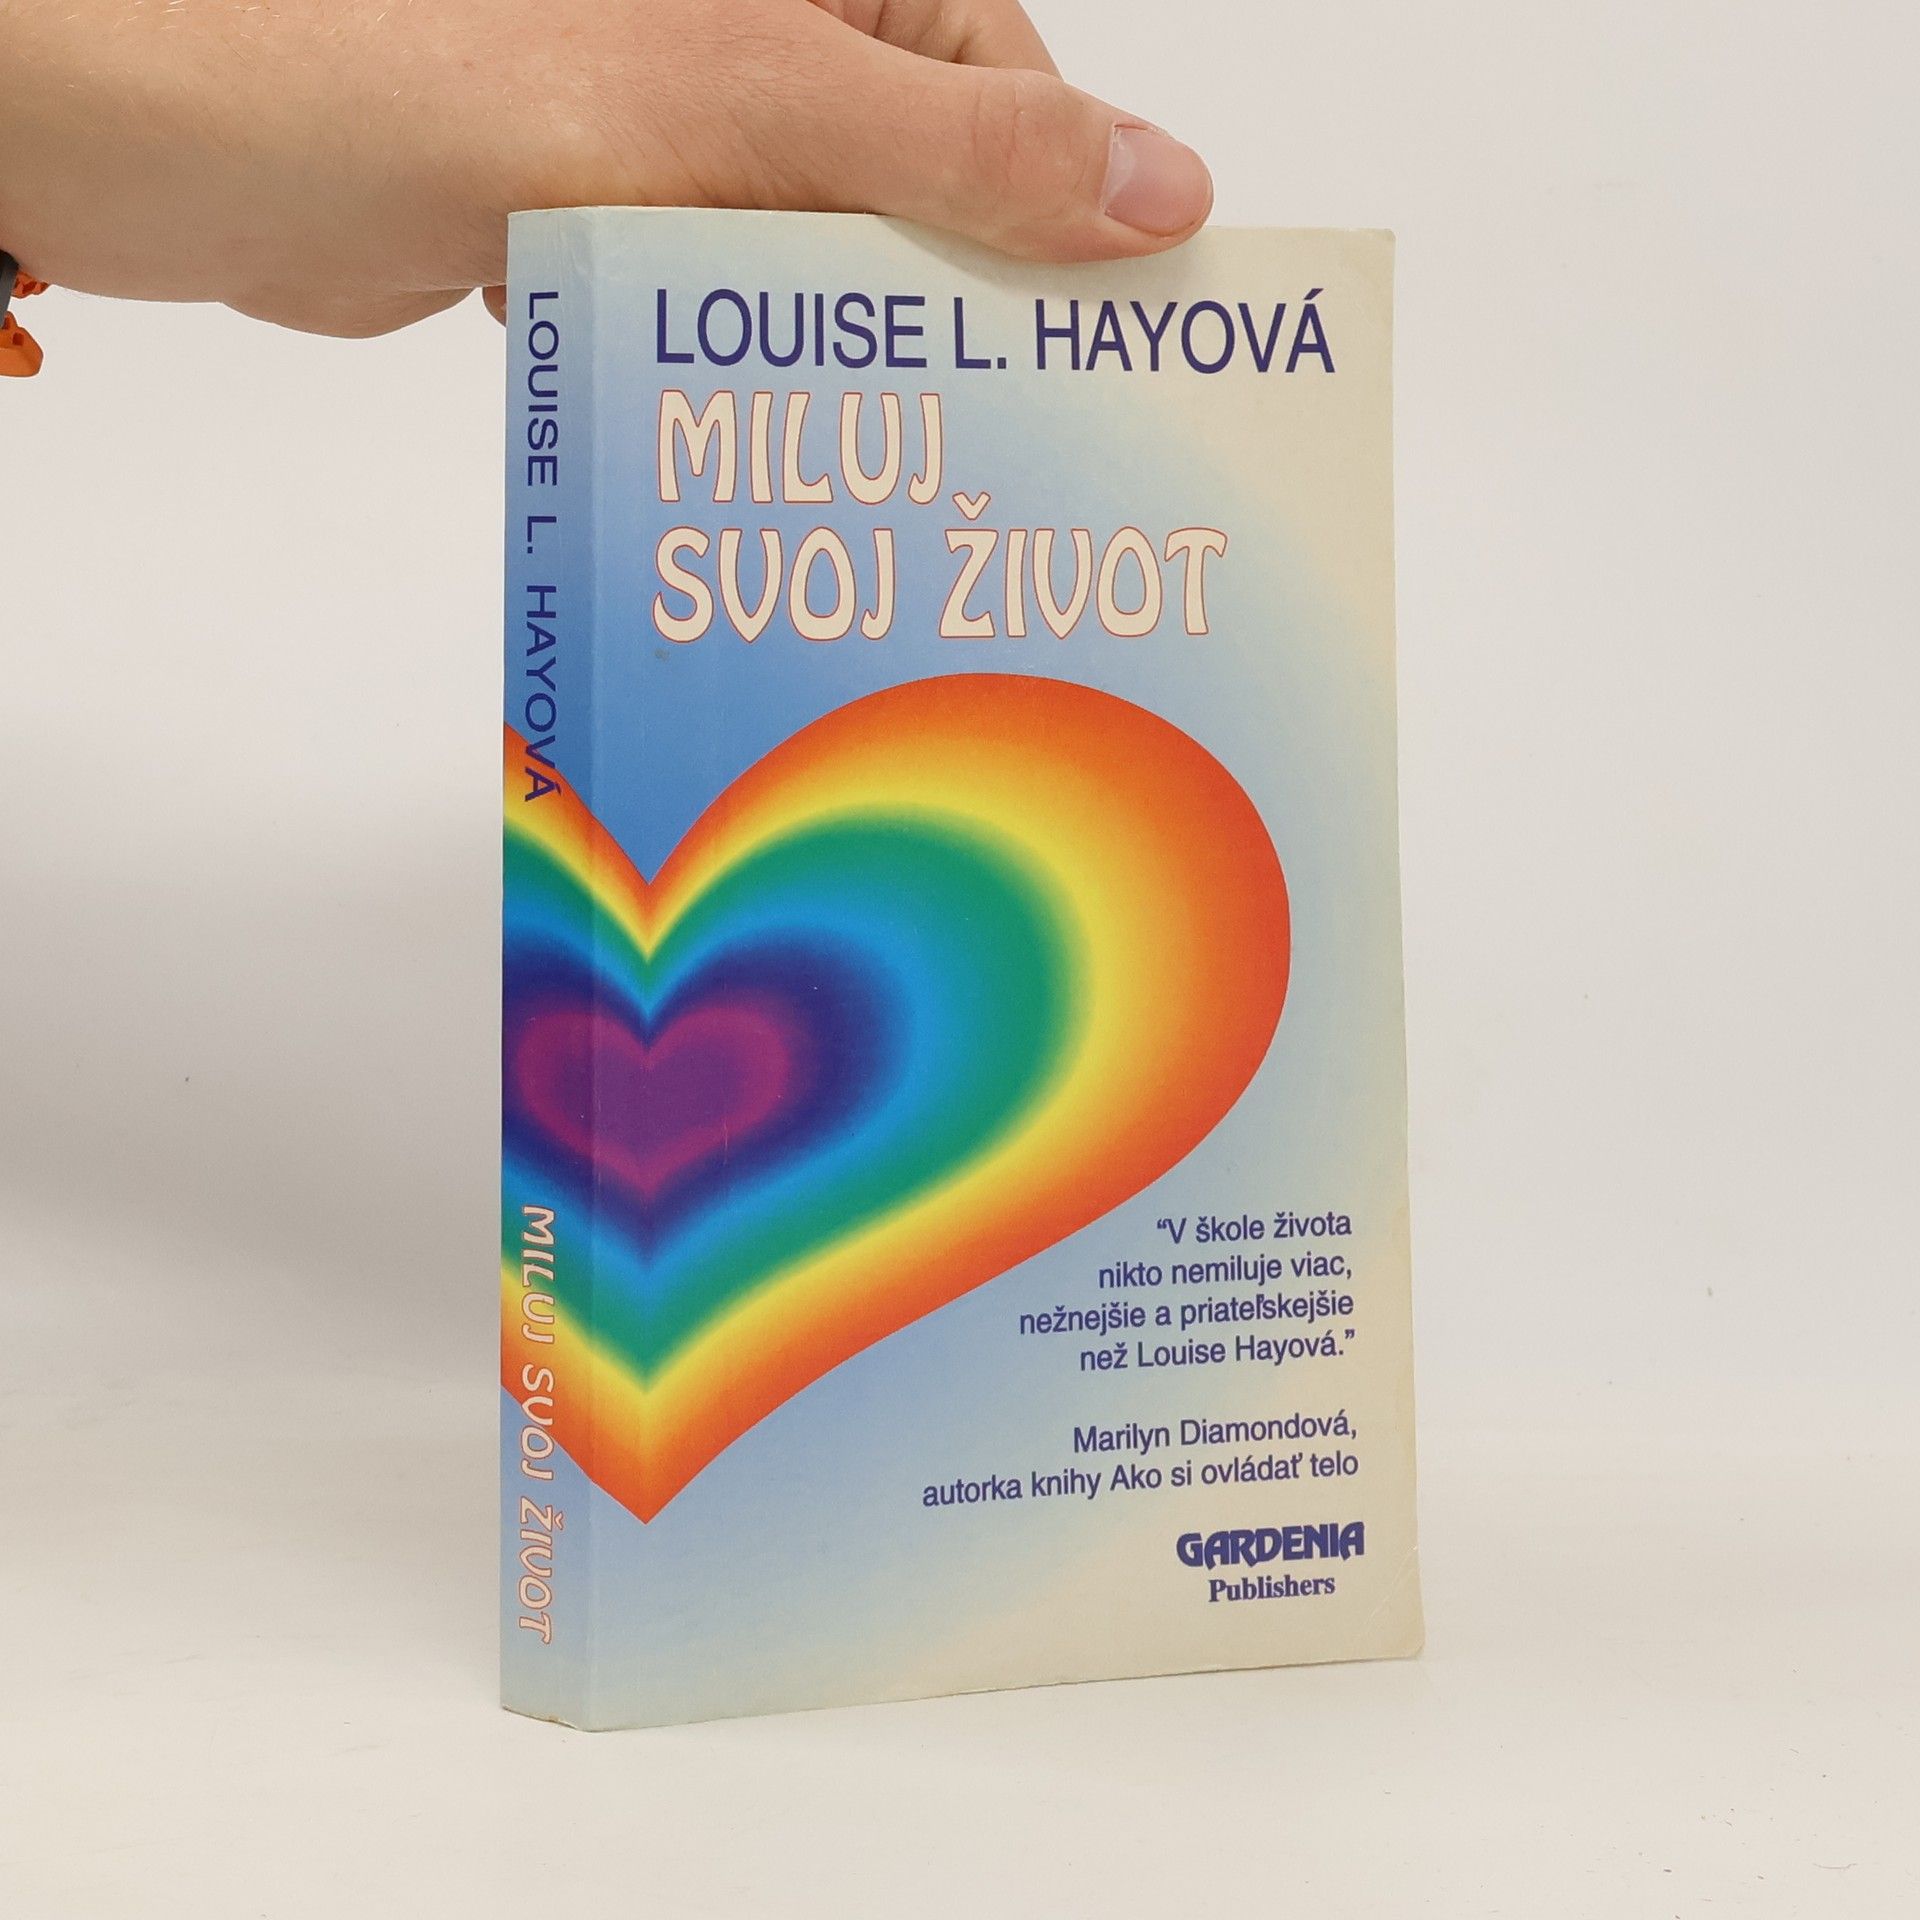 LOUISE L. HAYOVÁ
MILUJ
SVOJ ŽIVOT
“V škole života
nikto nemiluje viac,
nežnejšie a priateľskejšie
než Louise Hayová.”
Marilyn Diamondová,
autorka knihy Ako si ovládať telo
GARDENIA
Publishers
LOUISE L. HAYOVÁ
MILUJ SVOJ ŽIVOT